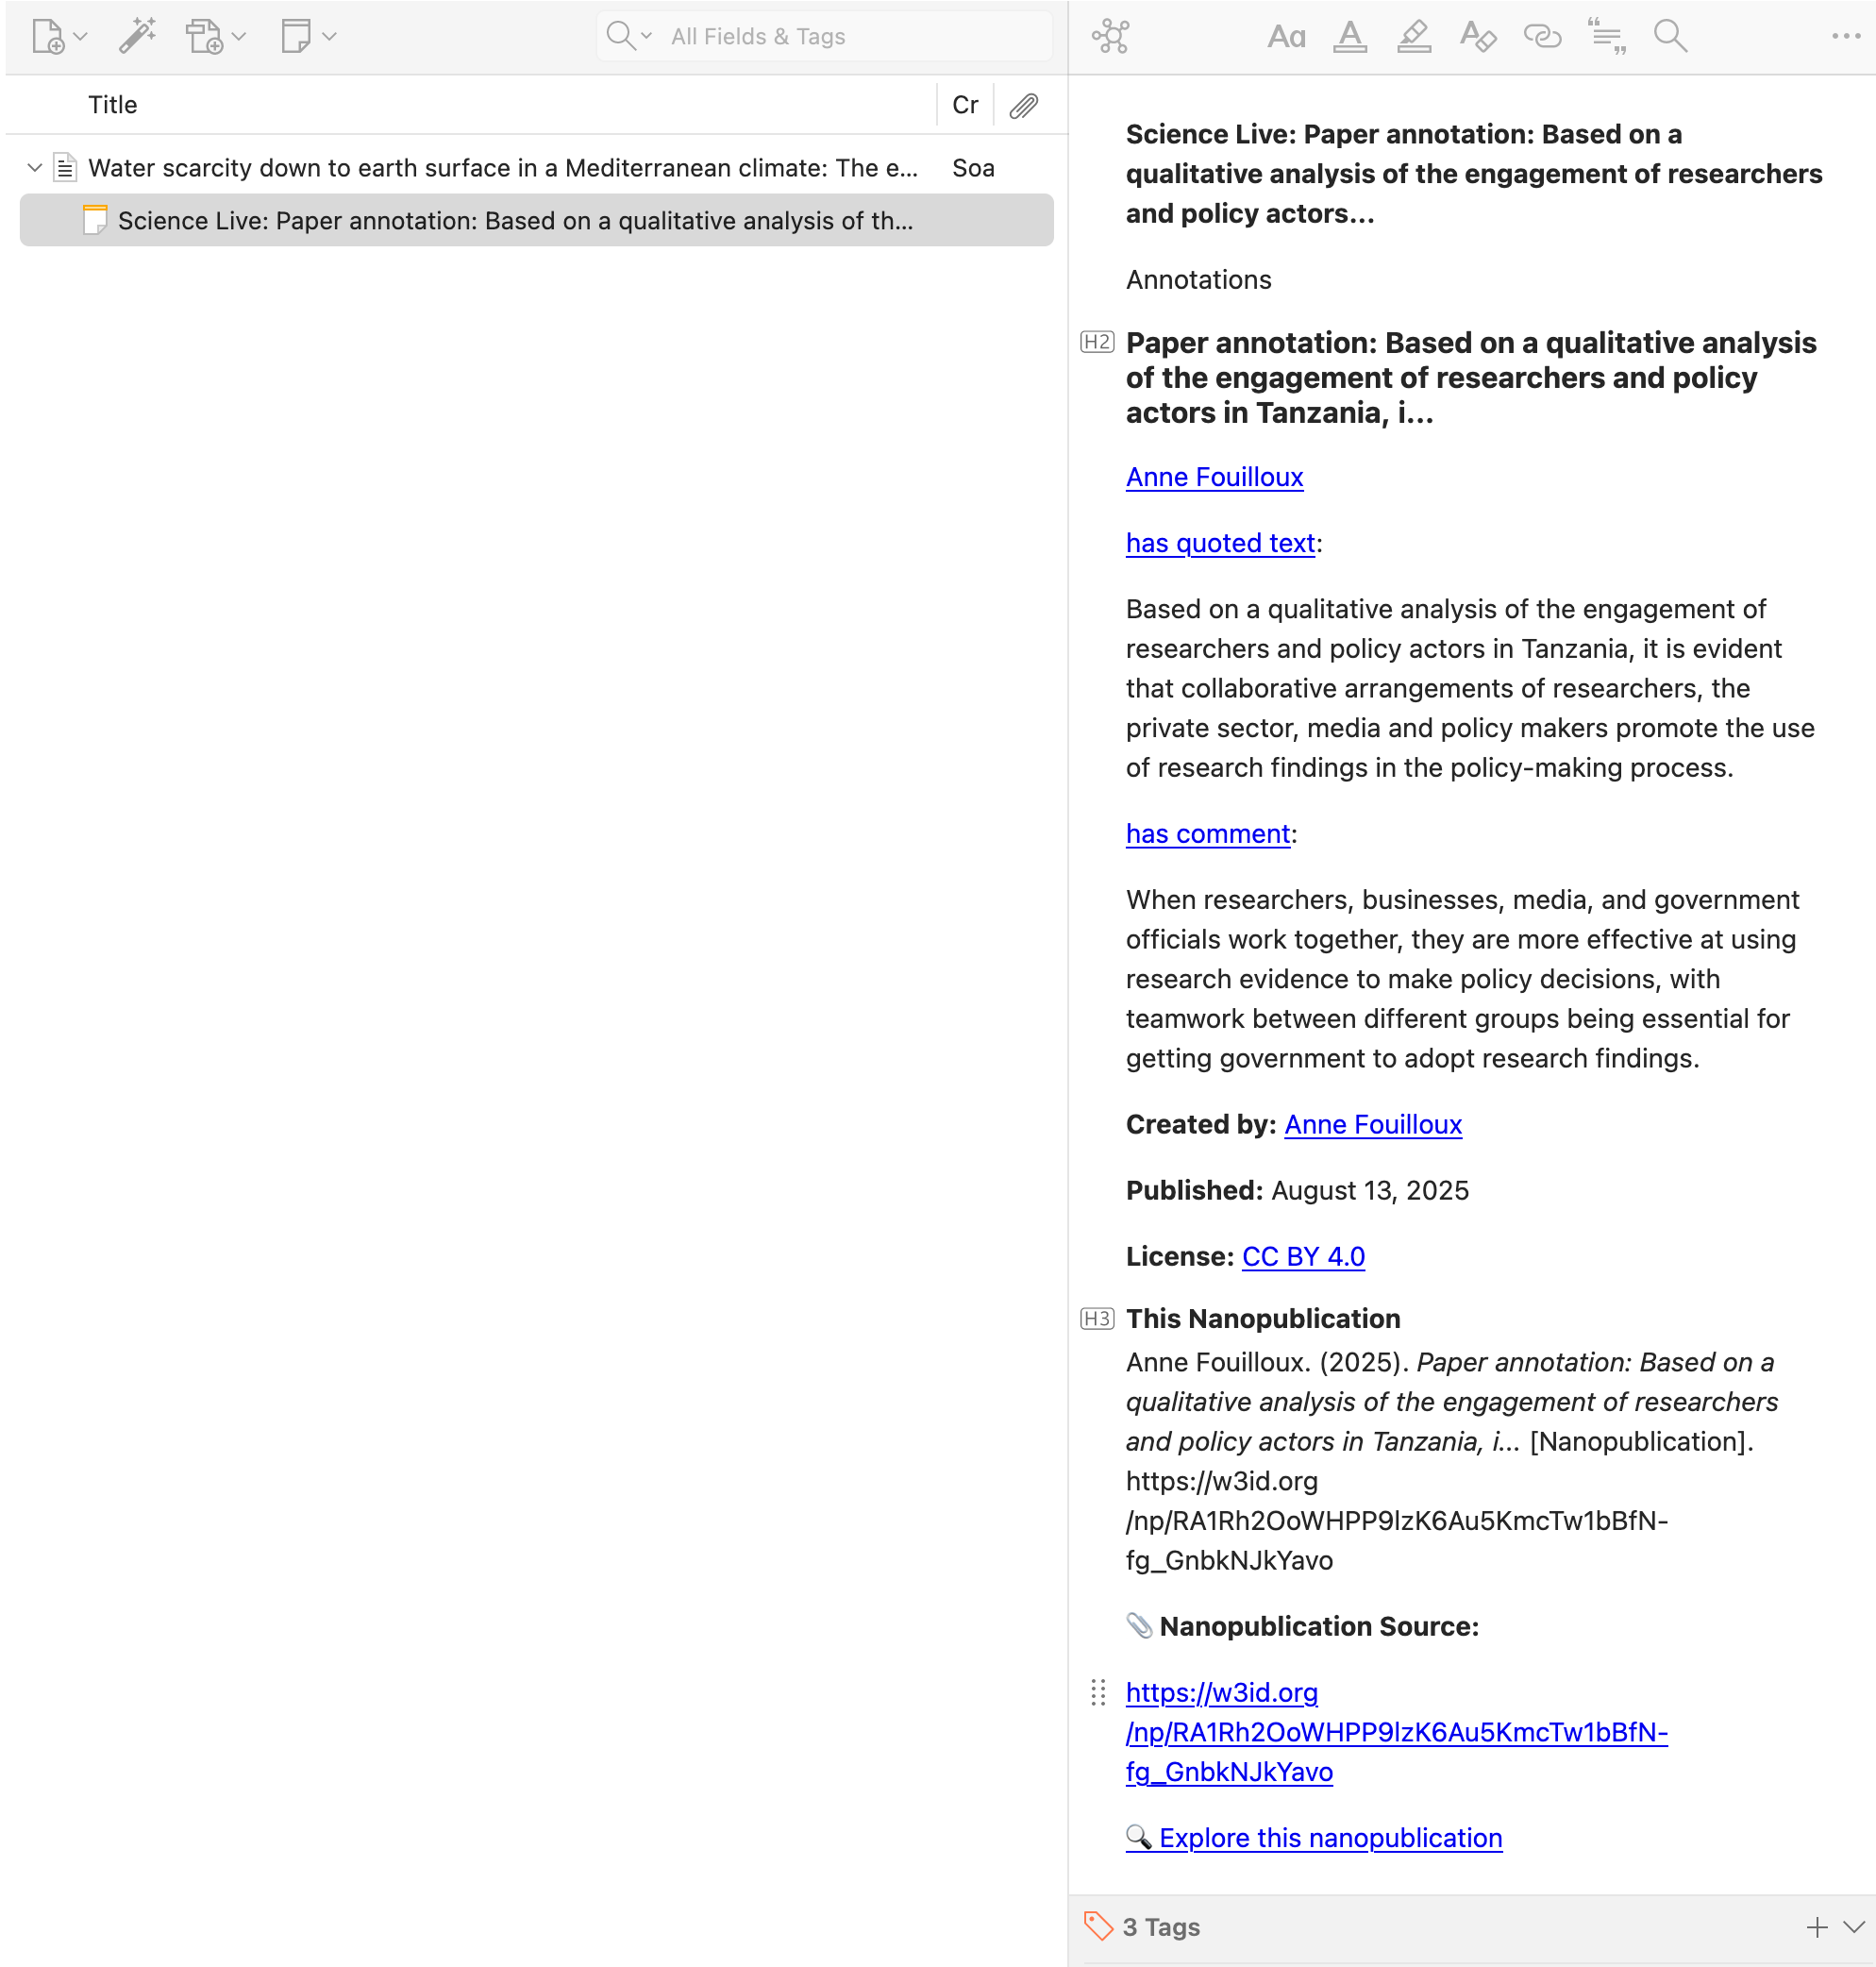 All Fields & Tags
Aa
Title
Cr
Water scarcity down to earth surface in a Mediterranean climate: The e...
Soa
Science Live: Paper annotation: Based on a qualitative analysis of th...
Science Live: Paper annotation: Based on a
qualitative analysis of the engagement of researchers
and policy actors...
Annotations
H2
Paper annotation: Based on a qualitative analysis
of the engagement of researchers and policy
actors in Tanzania, i...
Anne Fouilloux
has quoted text:
Based on a qualitative analysis of the engagement of
researchers and policy actors in Tanzania, it is evident
that collaborative arrangements of researchers, the
private sector, media and policy makers promote the use
of research findings in the policy-making process.
has comment:
When researchers, businesses, media, and government
officials work together, they are more effective at using
research evidence to make policy decisions, with
teamwork between different groups being essential for
getting government to adopt research findings.
Created by: Anne Fouilloux
Published: August 13, 2025
License: CC BY 4.0
H3
This Nanopublication
Anne Fouilloux. (2025). Paper annotation: Based on a
qualitative analysis of the engagement of researchers
and policy actors in Tanzania, i... [Nanopublication].
https://w3id.org
/np/RA1Rh2OoWHPP9lzK6Au5KmcTw1bBfN-
fg_GnbkNJkYavo
📎 Nanopublication Source:
https://w3id.org
/np/RA1Rh2OoWHPP9lzK6Au5KmcTw1bBfN-
fg_GnbkNJkYavo
🔍 Explore this nanopublication
3 Tags